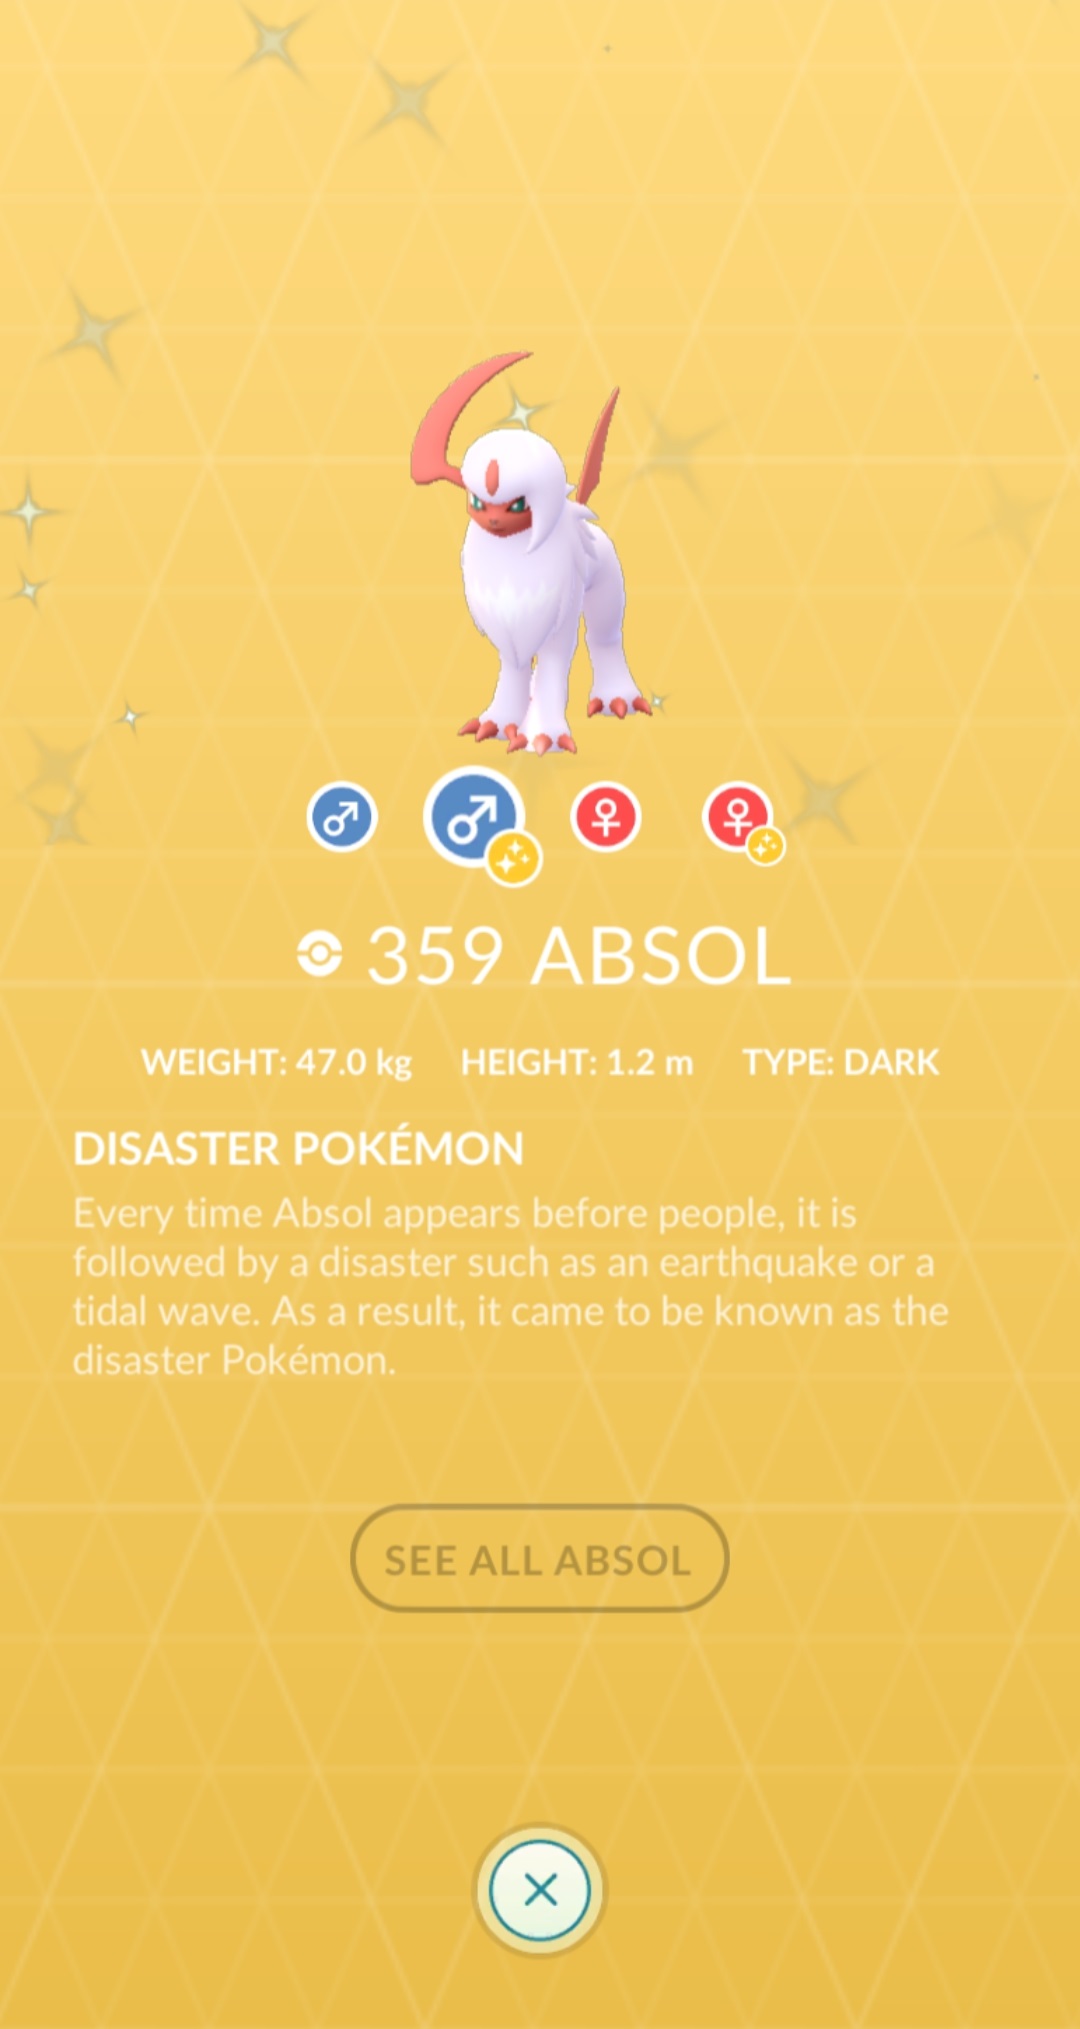 359 ABSOL
WEIGHT: 47.0 kg HEIGHT: 1.2 m TYPE: DARK
DISASTER POKÉMON
Every time Absol appears before people, it is
followed by a disaster such as an earthquake or a
tidal wave. As a result, it came to be known as the
disaster Pokémon.
SEE ALL ABSOL